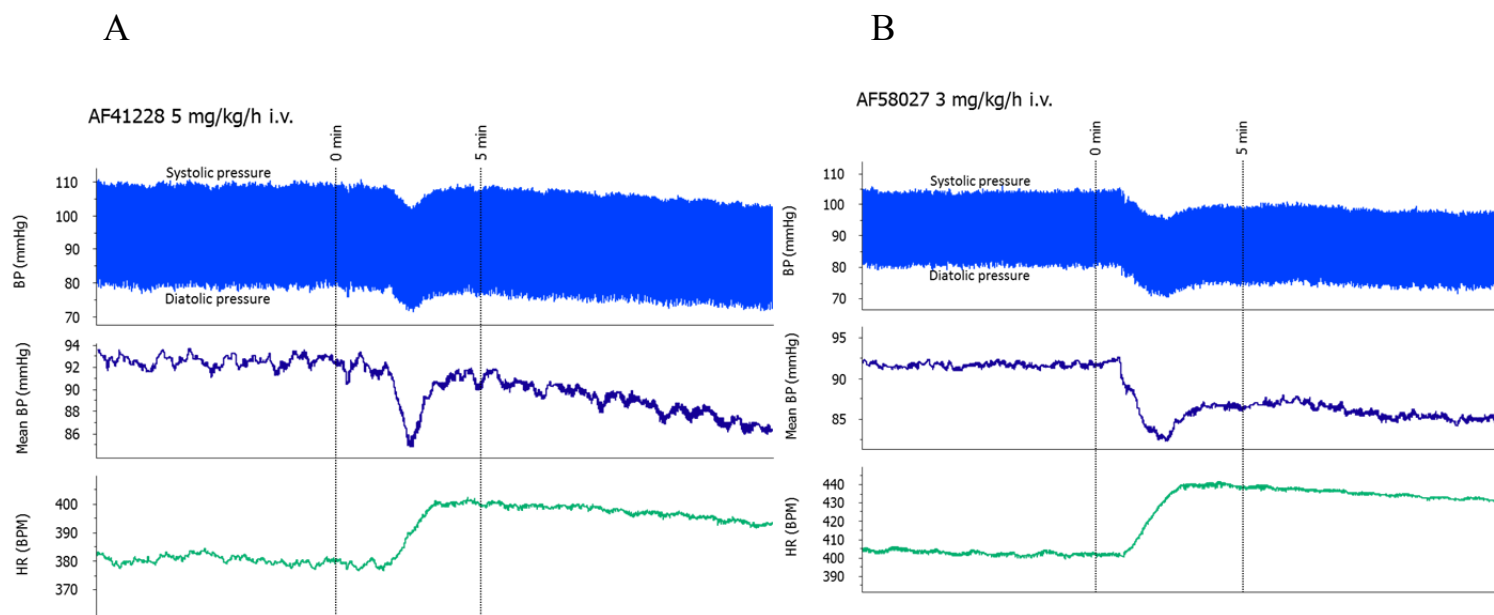 A
AF41228 5 mg/kg/h i.v.
0 min
5 min
Systolic pressure
Diatolic pressure
BP (mmHg)
110
100
90
80
70
Mean BP (mmHg)
94
92
90
88
86
HR (BPM)
400
390
380
370
B
AF58027 3 mg/kg/h i.v.
0 min
5 min
Systolic pressure
Diatolic pressure
BP (mmHg)
110
100
90
80
70
Mean BP (mmHg)
95
90
85
HR (BPM)
440
430
400
390